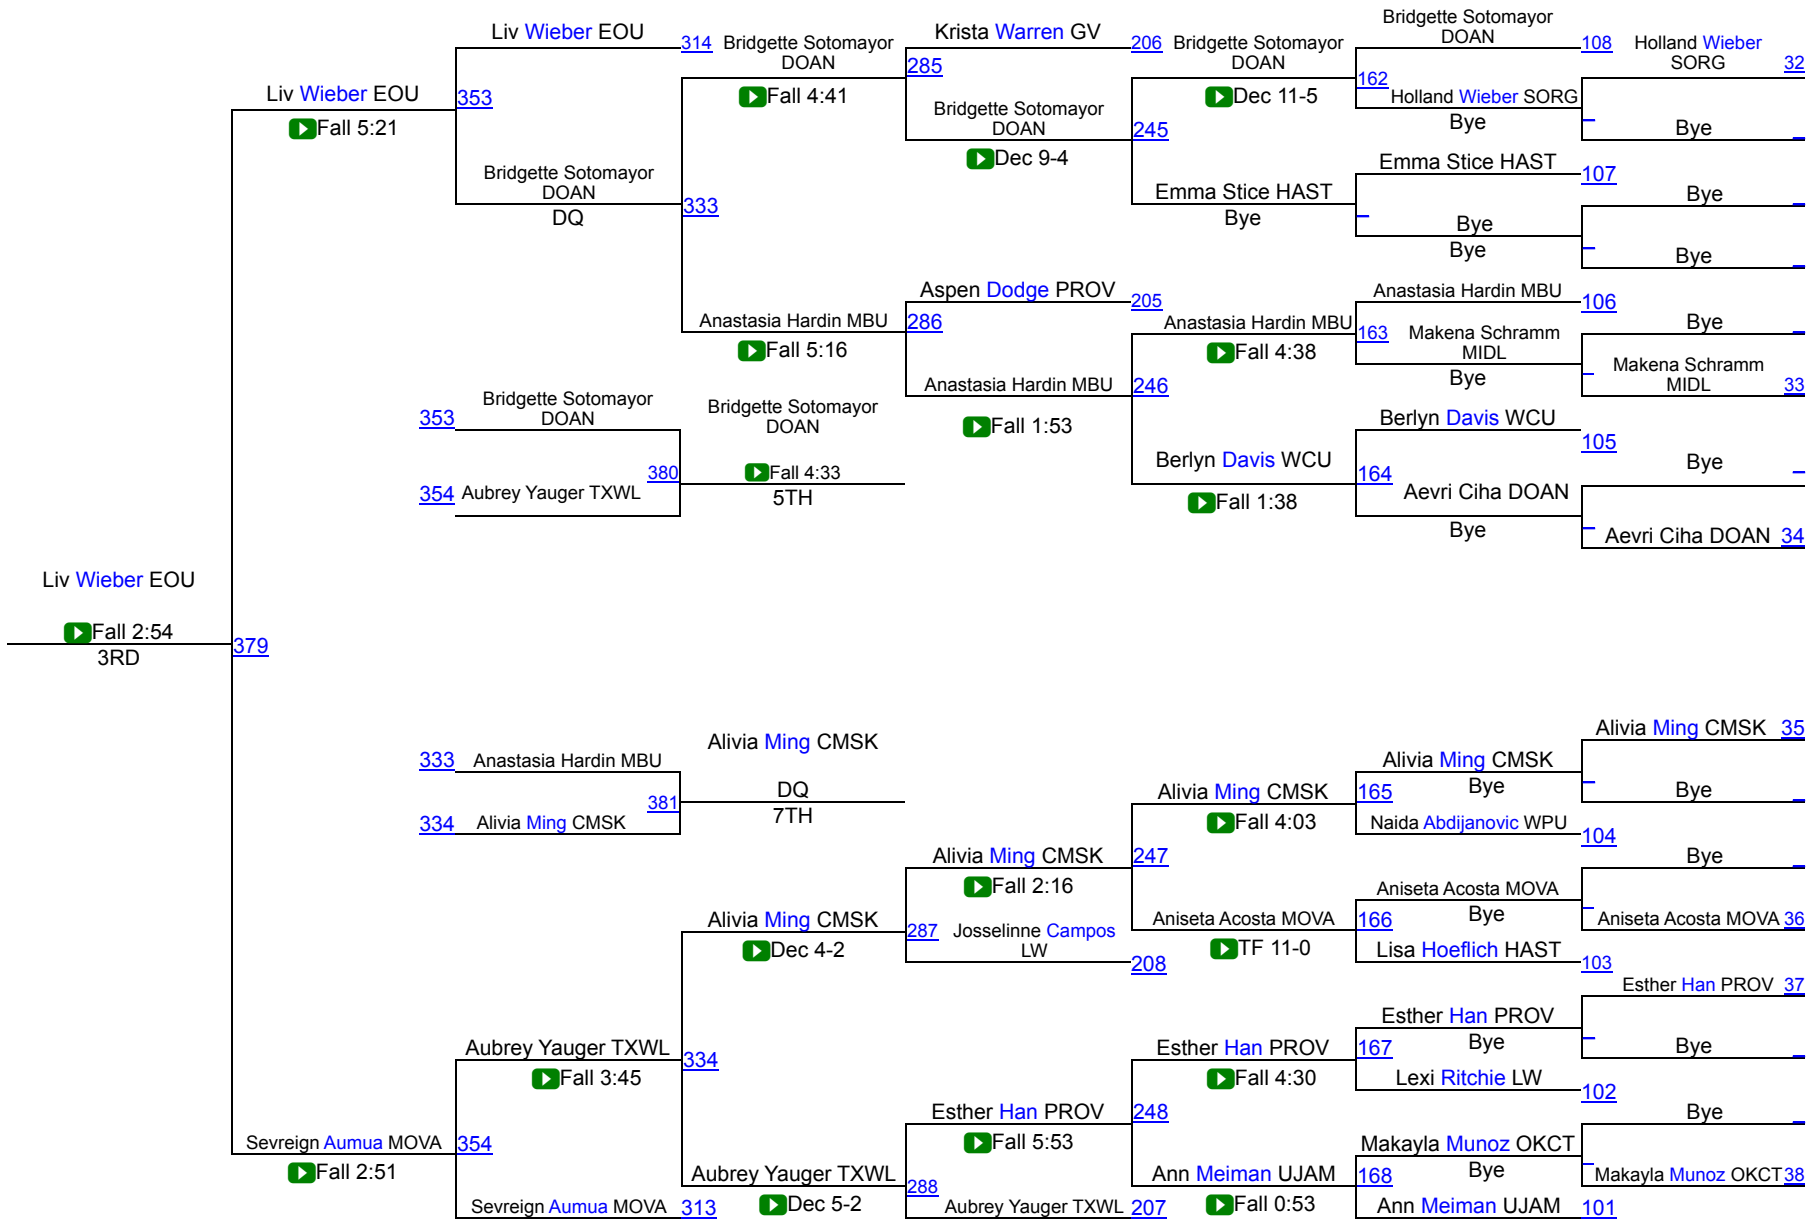 Bridgette Sotomayor
DOAN
108
Holland Wieber
SORG
32
Liv Wieber EOU
314
Bridgette Sotomayor
DOAN
Krista Warren GV
206
Bridgette Sotomayor
DOAN
285
162
Holland Wieber SORG
Bye
Fall 4:41
Dec 11-5
Liv Wieber EOU
353
Fall 5:21
Bridgette Sotomayor
DOAN
245
Bye
Dec 9-4
Emma Stice HAST
107
Bridgette Sotomayor
DOAN
DQ
333
Emma Stice HAST
Bye
Bye
Bye
Bye
Bye
Aspen Dodge PROV
205
Anastasia Hardin MBU
106
Bye
Anastasia Hardin MBU
Fall 5:16
286
Anastasia Hardin MBU
Fall 4:38
163
Makena Schramm
MIDL
Bye
Makena Schramm
MIDL
33
Anastasia Hardin MBU
246
Fall 1:53
353
Bridgette Sotomayor
DOAN
Bridgette Sotomayor
DOAN
Berlyn Davis WCU
105
Bye
Berlyn Davis WCU
Fall 1:38
164
354
Aubrey Yauger TXWL
380
Fall 4:33
5TH
Aevri Ciha DOAN
Bye
Aevri Ciha DOAN
34
Liv Wieber EOU
Fall 2:54
3RD
379
Alivia Ming CMSK
35
333
Anastasia Hardin MBU
Alivia Ming CMSK
Alivia Ming CMSK
Bye
Bye
381
DQ
7TH
Alivia Ming CMSK
Fall 4:03
165
334
Alivia Ming CMSK
Naida Abdijanovic WPU
104
Alivia Ming CMSK
Fall 2:16
247
Bye
Aniseta Acosta MOVA
Bye
Alivia Ming CMSK
Dec 4-2
287
Josselinne Campos
LW
208
Aniseta Acosta MOVA
TF 11-0
166
Aniseta Acosta MOVA
36
Lisa Hoeflich HAST
103
Esther Han PROV
37
Esther Han PROV
Bye
Aubrey Yauger TXWL
Fall 3:45
334
Esther Han PROV
Fall 4:30
167
Bye
Lexi Ritchie LW
102
Esther Han PROV
Fall 5:53
248
Bye
Sevreign Aumua MOVA
Fall 2:51
354
Makayla Munoz OKCT
Bye
Aubrey Yauger TXWL
Dec 5-2
288
Ann Meiman UJAM
Fall 0:53
168
Makayla Munoz OKCT
38
Sevreign Aumua MOVA
313
Aubrey Yauger TXWL
207
Ann Meiman UJAM
101